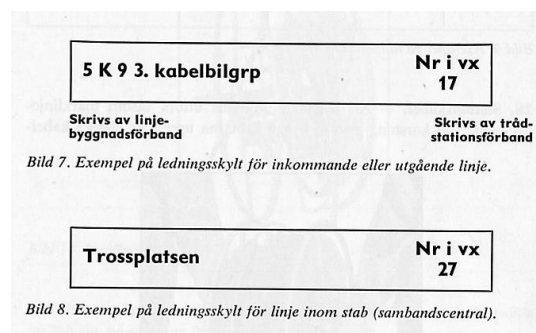 5 K 9 3. kabelbilgrp
Nr i vx
17
Skrivs av linje-
byggnadsförband
Skrivs av tråd-
stationsförband
Bild 7. Exempel på ledningsskylt för inkommande eller utgående linje.
Trossplatsen
Nr i vx
27
Bild 8. Exempel på ledningsskylt för linje inom stab (sambandscentral).